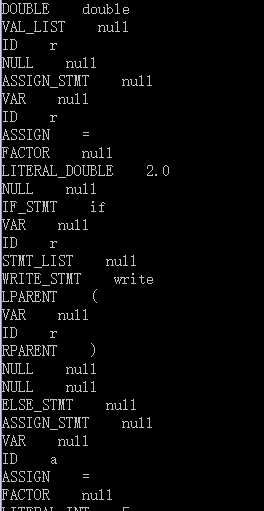 DOUBLE    double
VAL_LIST    null
ID    r
NULL    null
ASSIGN_STMT    null
VAR    null
ID    r
ASSIGN    =
FACTOR    null
LITERAL_DOUBLE    2.0
NULL    null
IF_STMT    if
VAR    null
ID    r
STMT_LIST    null
WRITE_STMT    write
LPARENT    (
VAR    null
ID    r
RPARENT    )
NULL    null
NULL    null
ELSE_STMT    null
ASSIGN_STMT    null
VAR    null
ID    a
ASSIGN    =
FACTOR    null
LITERAL_INT